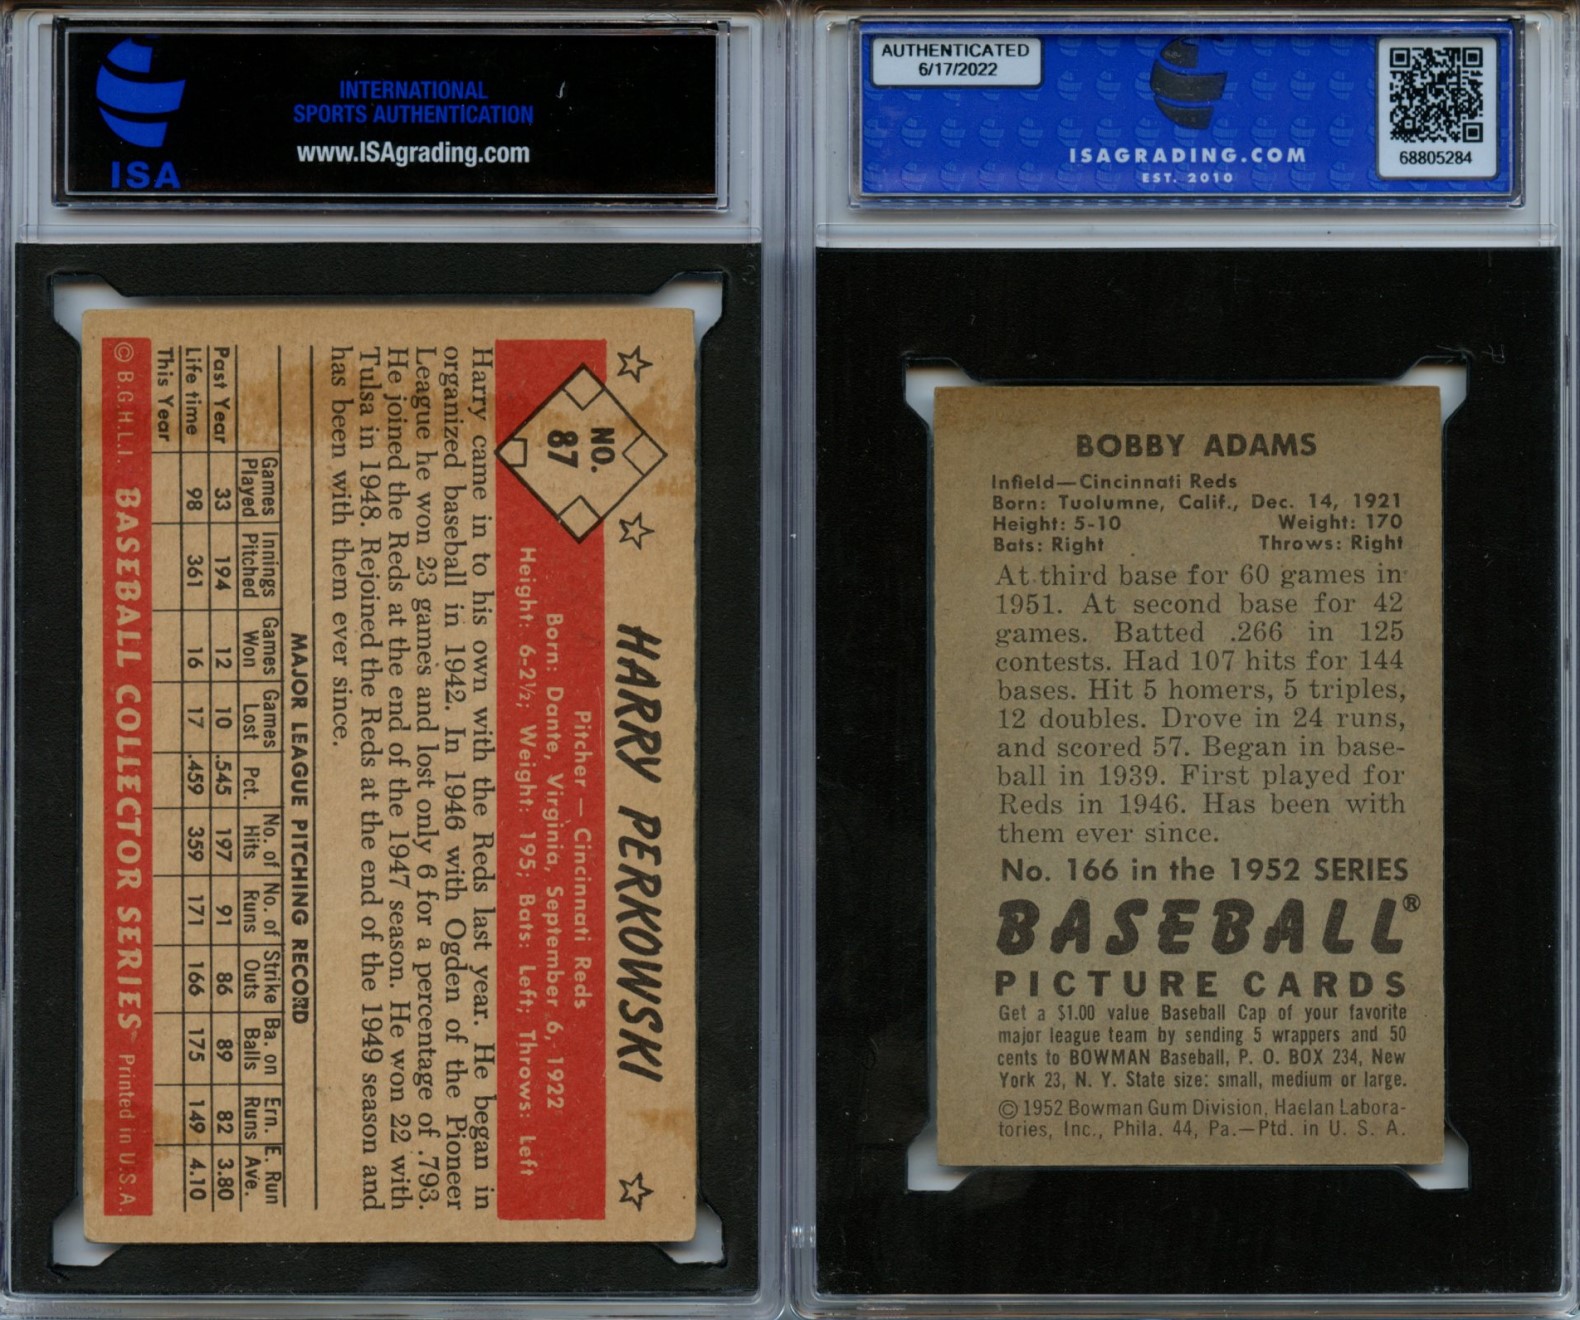 INTERNATIONAL
SPORTS AUTHENTICATION
www.ISAgrading.com
ISA
NO.
87
HARRY PERKOWSKI
Pitcher — Cincinnati Reds
Born: Dante, Virginia, September 6, 1922
Height: 6-2½; Weight: 195; Bats: Left; Throws: Left
Harry came in to his own with the Reds last year. He began in
organized baseball in 1942. In 1946 with Ogden of the Pioneer
League he won 23 games and lost only 6 for a percentage of .793.
He joined the Reds at the end of the 1947 season. He won 22 with
Tulsa in 1948. Rejoined the Reds at the end of the 1949 season and
has been with them ever since.
MAJOR LEAGUE PITCHING RECORD
Games Innings Games Games No. of No. of Strike Ba. on Ern. E. Run
Played Pitched Won Lost Pct. Hits Runs Outs Balls Runs Ave.
Past Year 33 194 12 10 .545 197 91 86 89 82 3.80
Life time 98 361 16 17 .459 359 171 166 175 149 4.10
This Year
© B.G.H.L.I. BASEBALL COLLECTOR SERIES Printed in U.S.A.
AUTHENTICATED
6/17/2022
ISAGRADING.COM
EST. 2010
68805284
BOBBY ADAMS
Infield—Cincinnati Reds
Born: Tuolumne, Calif., Dec. 14, 1921
Height: 5-10 Weight: 170
Bats: Right Throws: Right
At third base for 60 games in
1951. At second base for 42
games. Batted .266 in 125
contests. Had 107 hits for 144
bases. Hit 5 homers, 5 triples,
12 doubles. Drove in 24 runs,
and scored 57. Began in base-
ball in 1939. First played for
Reds in 1946. Has been with
them ever since.
No. 166 in the 1952 SERIES
BASEBALL®
PICTURE CARDS
Get a $1.00 value Baseball Cap of your favorite
major league team by sending 5 wrappers and 50
cents to BOWMAN Baseball, P. O. BOX 234, New
York 23, N. Y. State size: small, medium or large.
© 1952 Bowman Gum Division, Haelan Labora-
tories, Inc., Phila. 44, Pa.—Ptd. in U. S. A.